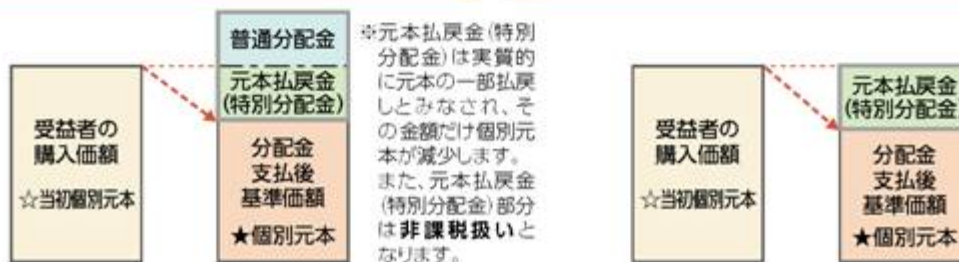 普通分配金
元本払戻金
(特別分配金)
受益者の
購入価額
☆当初個別元本
分配金
支払後
基準価額
★個別元本
※元本払戻金(特別
分配金)は実質的
に元本の一部払戻
しとみなされ、そ
の金額だけ個別元
本が減少します。
また、元本払戻金
(特別分配金)部分
は非課税扱いと
なります。
受益者の
購入価額
☆当初個別元本
元本払戻金
(特別分配金
分配金
支払後
基準価額
★個別元本